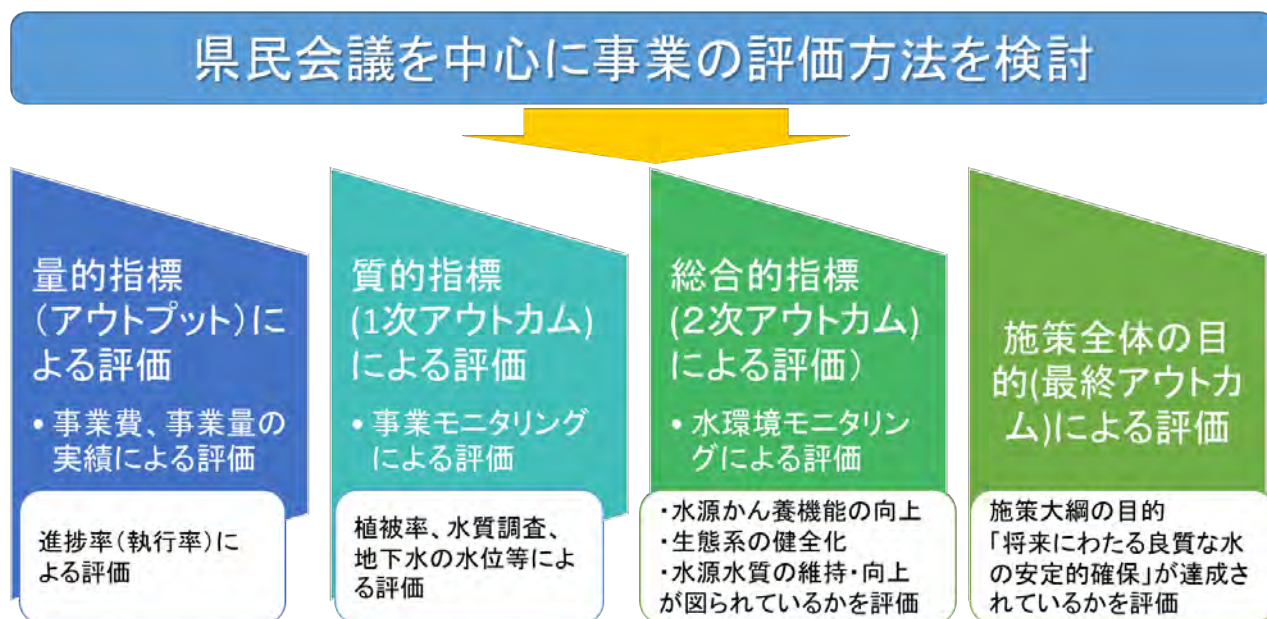 県民会議を中心に事業の評価方法を検討
量的指標
（アウトプット）に
よる評価
• 事業費、事業量の
実績による評価
進捗率（執行率）に
よる評価
質的指標
(1次アウトカム)
による評価
• 事業モニタリング
による評価
植被率、水質調査、
地下水の水位等によ
る評価
総合的指標
(２次アウトカム)
による評価）
• 水環境モニタリン
グによる評価
・水源かん養機能の向上
・生態系の健全化
・水源水質の維持・向上
が図られているかを評価
施策全体の目
的(最終アウトカ
ム)による評価
施策大綱の目的
「将来にわたる良質な水
の安定的確保」が達成さ
れているかを評価